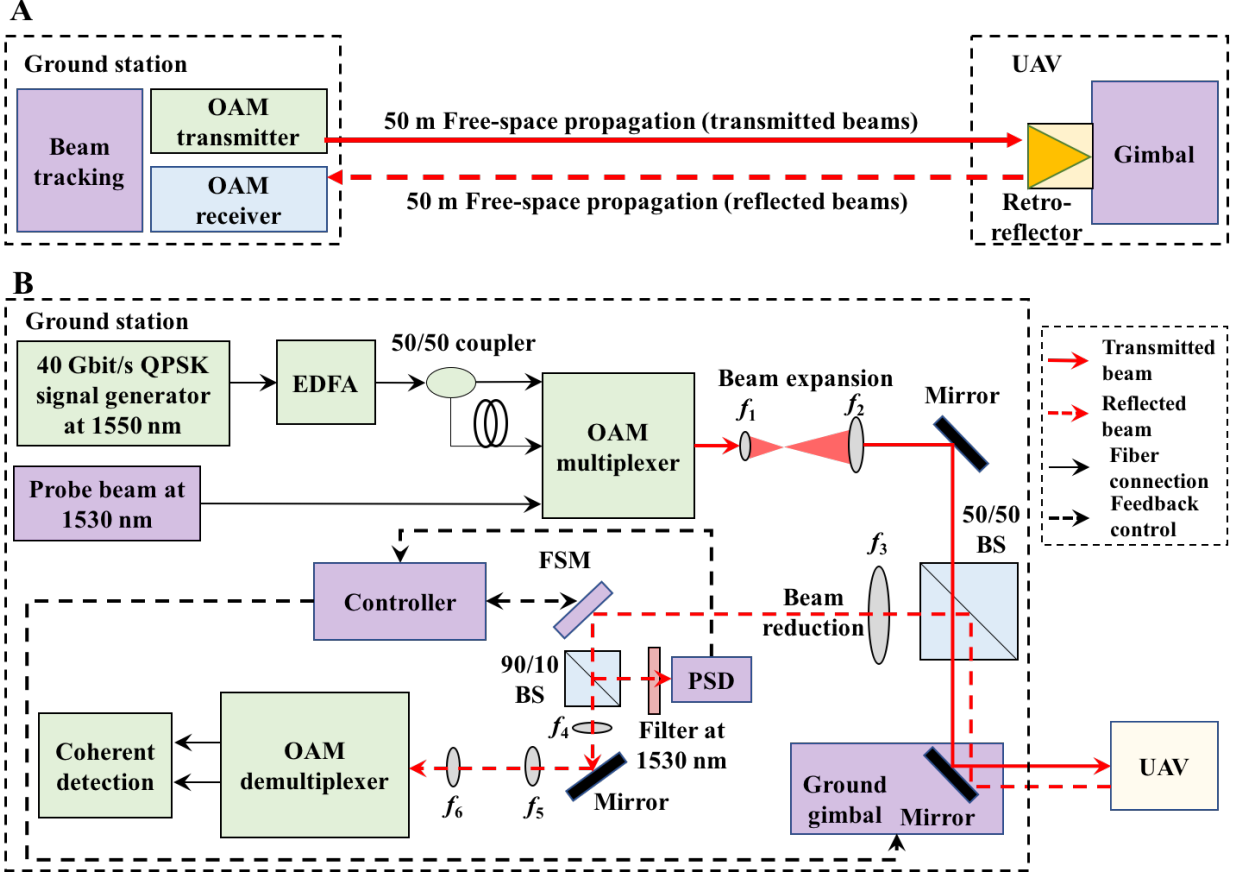 A
Ground station
Beam
tracking
OAM
transmitter
OAM
receiver
50 m Free-space propagation (transmitted beams)
50 m Free-space propagation (reflected beams)
UAV
Gimbal
Retro-
reflector
B
Ground station
40 Gbit/s QPSK
signal generator
at 1550 nm
EDFA
50/50 coupler
OAM
multiplexer
Probe beam at
1530 nm
Beam expansion
f1
f2
Mirror
50/50
BS
f3
Beam
reduction
FSM
Controller
90/10
BS
PSD
Filter at
1530 nm
f4
Mirror
f5
f6
OAM
demultiplexer
Coherent
detection
Ground
gimbal
Mirror
UAV
Transmitted
beam
Reflected
beam
Fiber
connection
Feedback
control